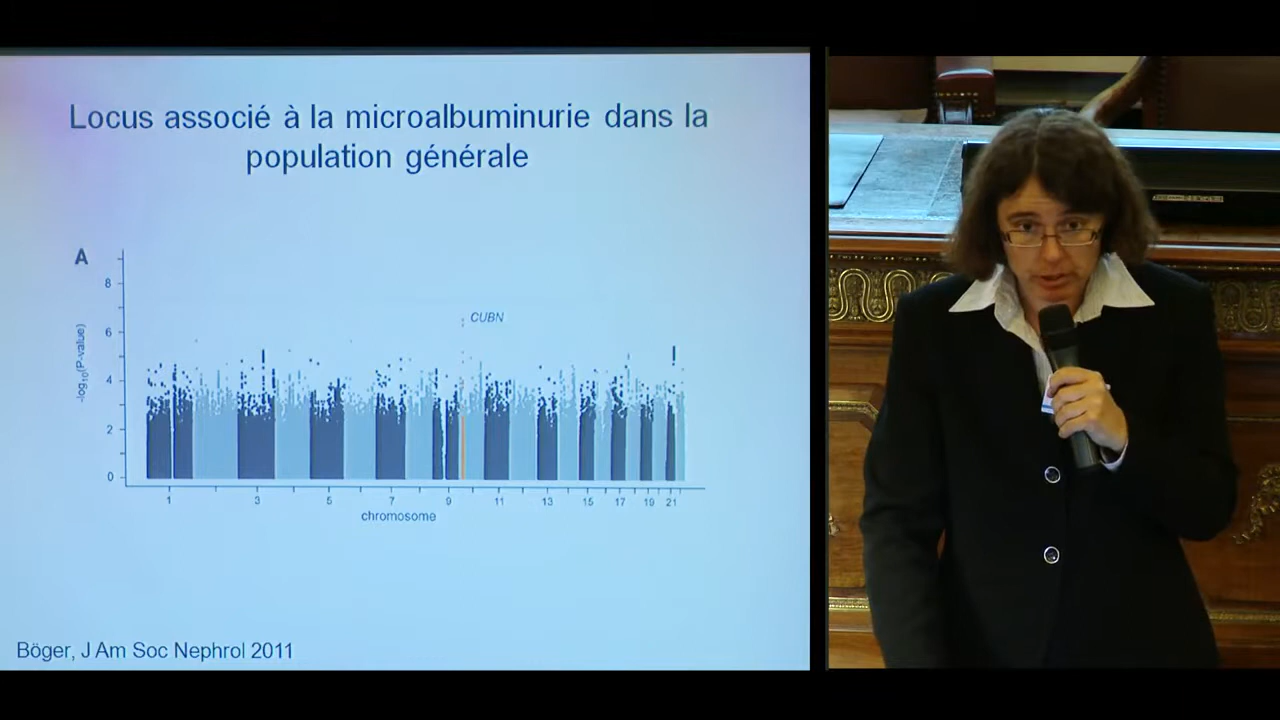 Locus associé à la microalbuminurie dans la
population générale
A
8
CUBN
6
-log10(P-value)
4
2
0
1 3 5 7 9 11 13 15 17 19 21
chromosome
Böger, J Am Soc Nephrol 2011